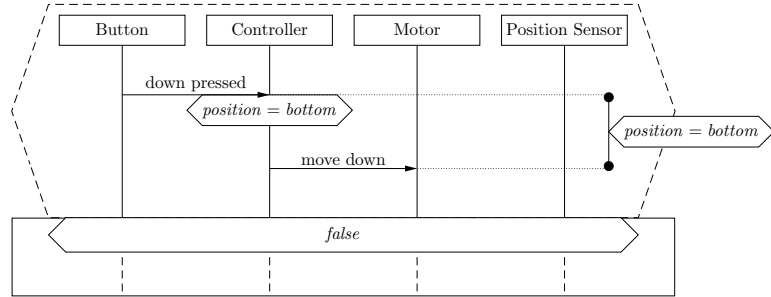 Button Controller Motor Position Sensor
down pressed
position = bottom
position = bottom
move down
false